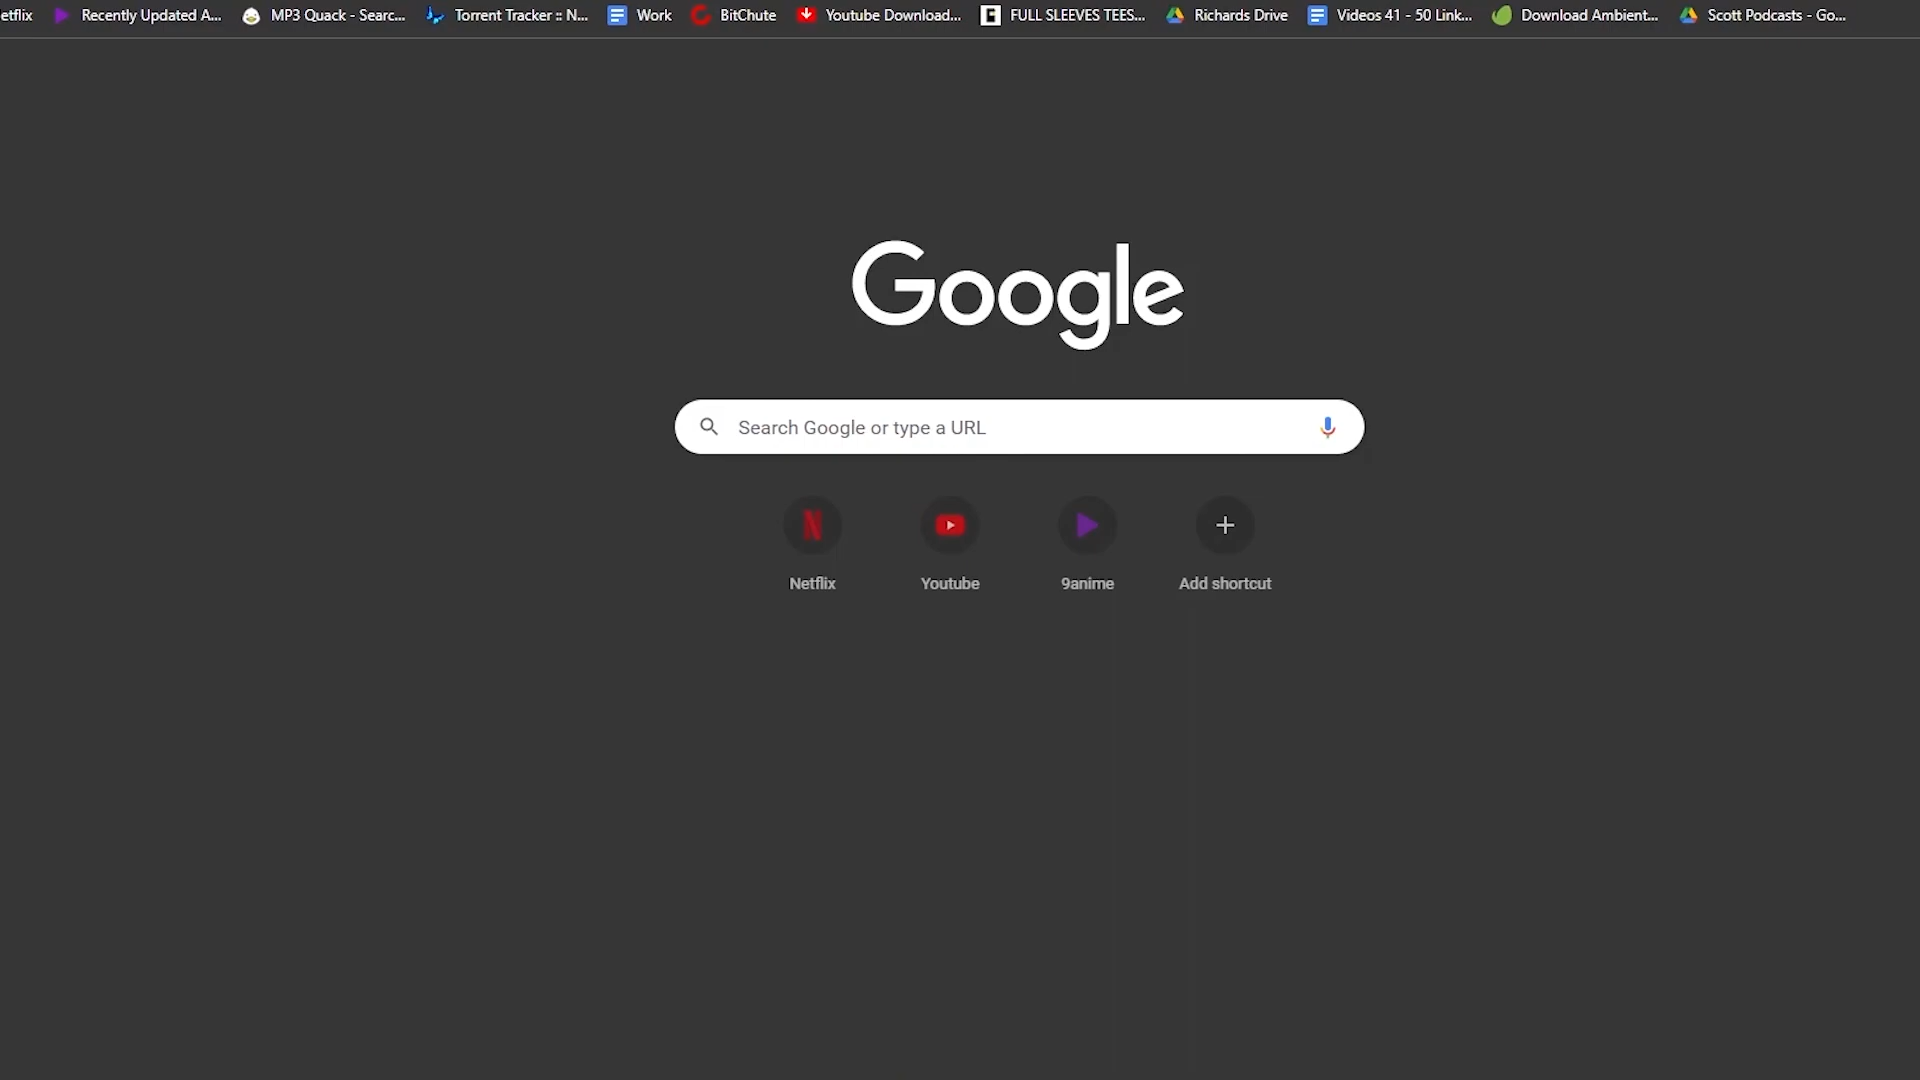 etflix Recently Updated A... MP3 Quack - Searc... Torrent Tracker :: N... Work BitChute Youtube Download... FULL SLEEVES TEES... Richards Drive Videos 41 - 50 Link... Download Ambient... Scott Podcasts - Go...
Google
Search Google or type a URL
Netflix Youtube 9anime Add shortcut